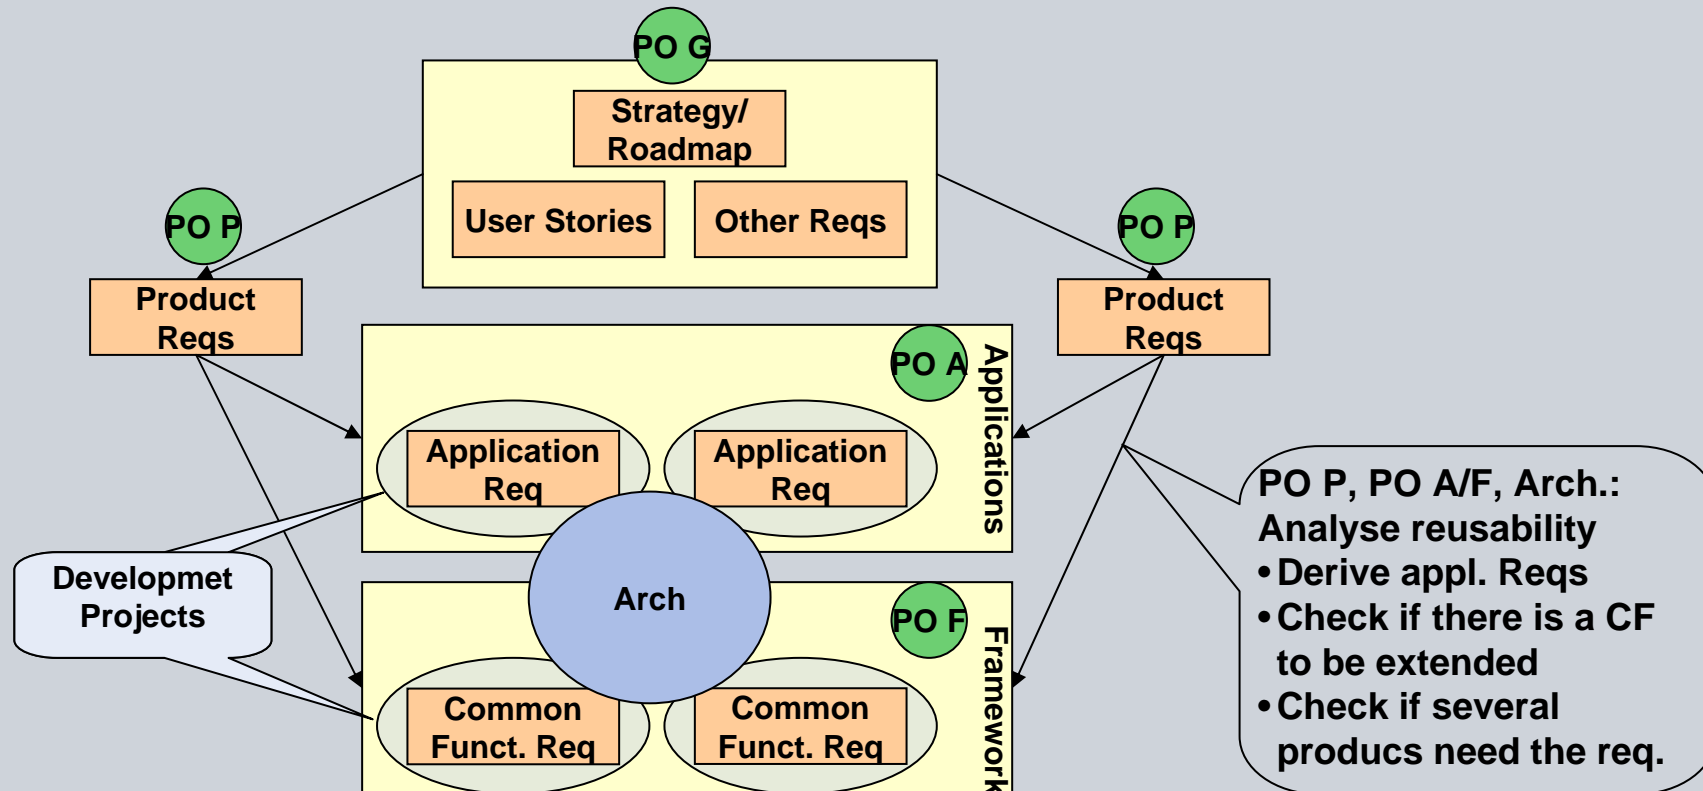 PO G
Strategy/
Roadmap
User Stories
Other Reqs
PO P
PO P
Product
Reqs
Product
Reqs
PO A
Applications
Application
Req
Application
Req
Arch
Developmet
Projects
PO F
Framework
Common
Funct. Req
Common
Funct. Req
PO P, PO A/F, Arch.:
Analyse reusability
•Derive appl. Reqs
•Check if there is a CF
to be extended
•Check if several
producs need the req.